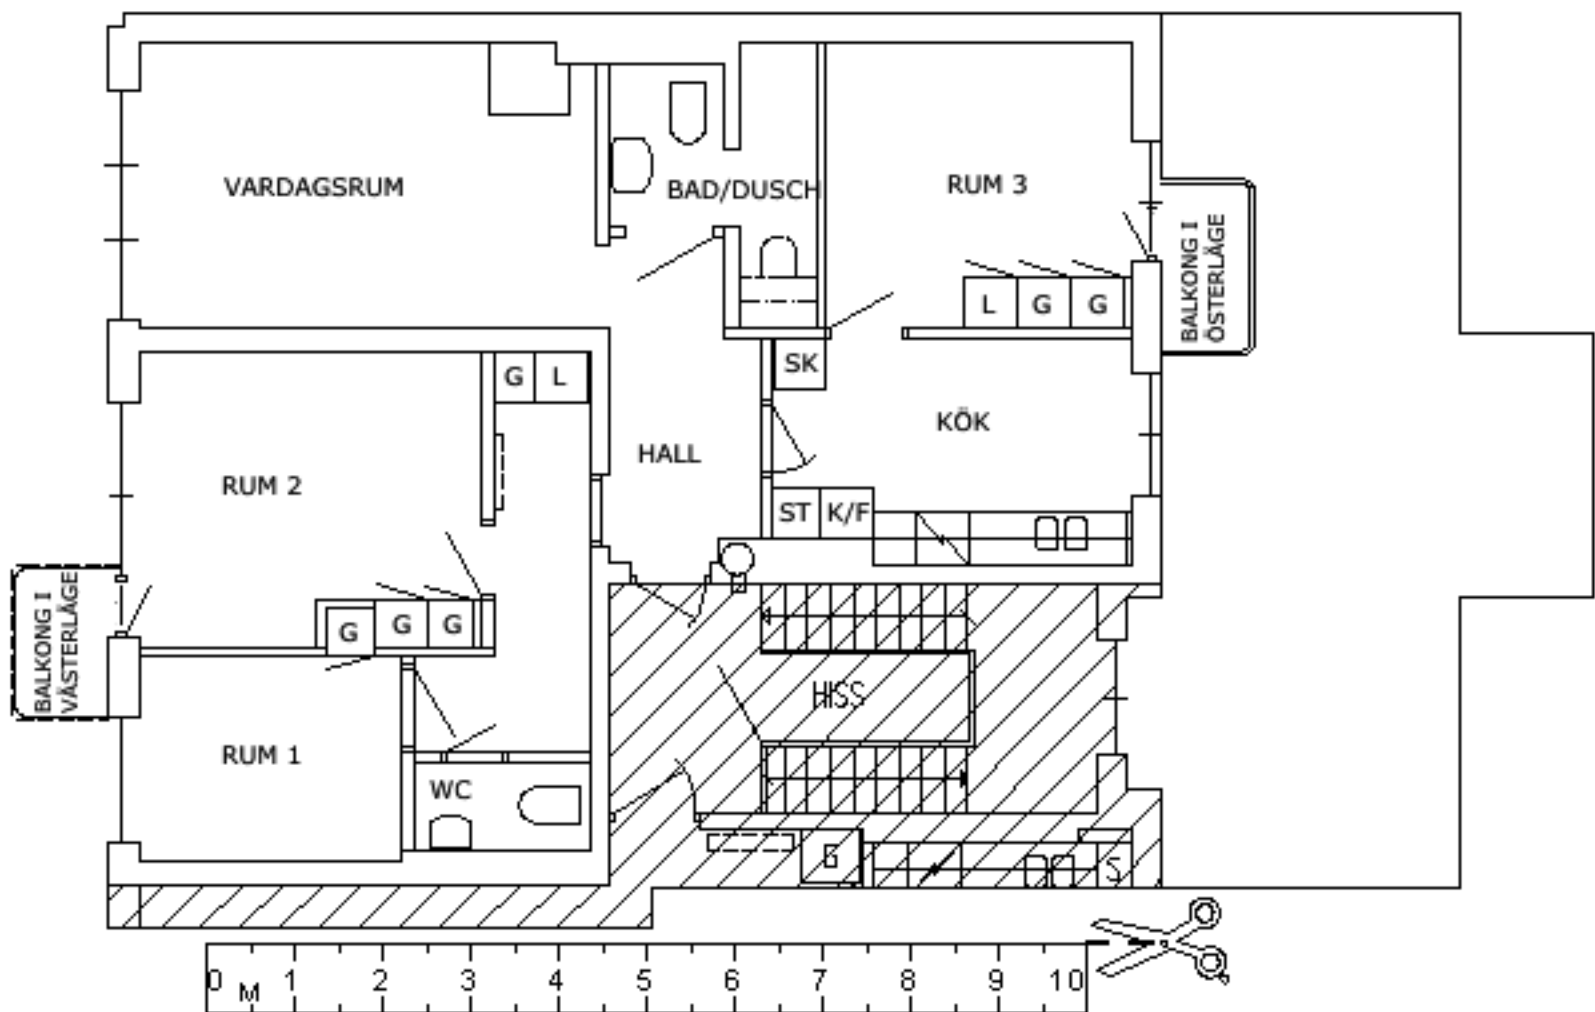 VARDAGSRUM
BAD/DUSCH
RUM 3
BALKONG I
ÖSTERLÄGE
L G G
G L
SK
KÖK
HALL
RUM 2
ST K/F
BALKONG I
VÄSTERLÄGE
G G G
HISS
RUM 1
WC
G
S
0 1 2 3 4 5 6 7 8 9 10
M